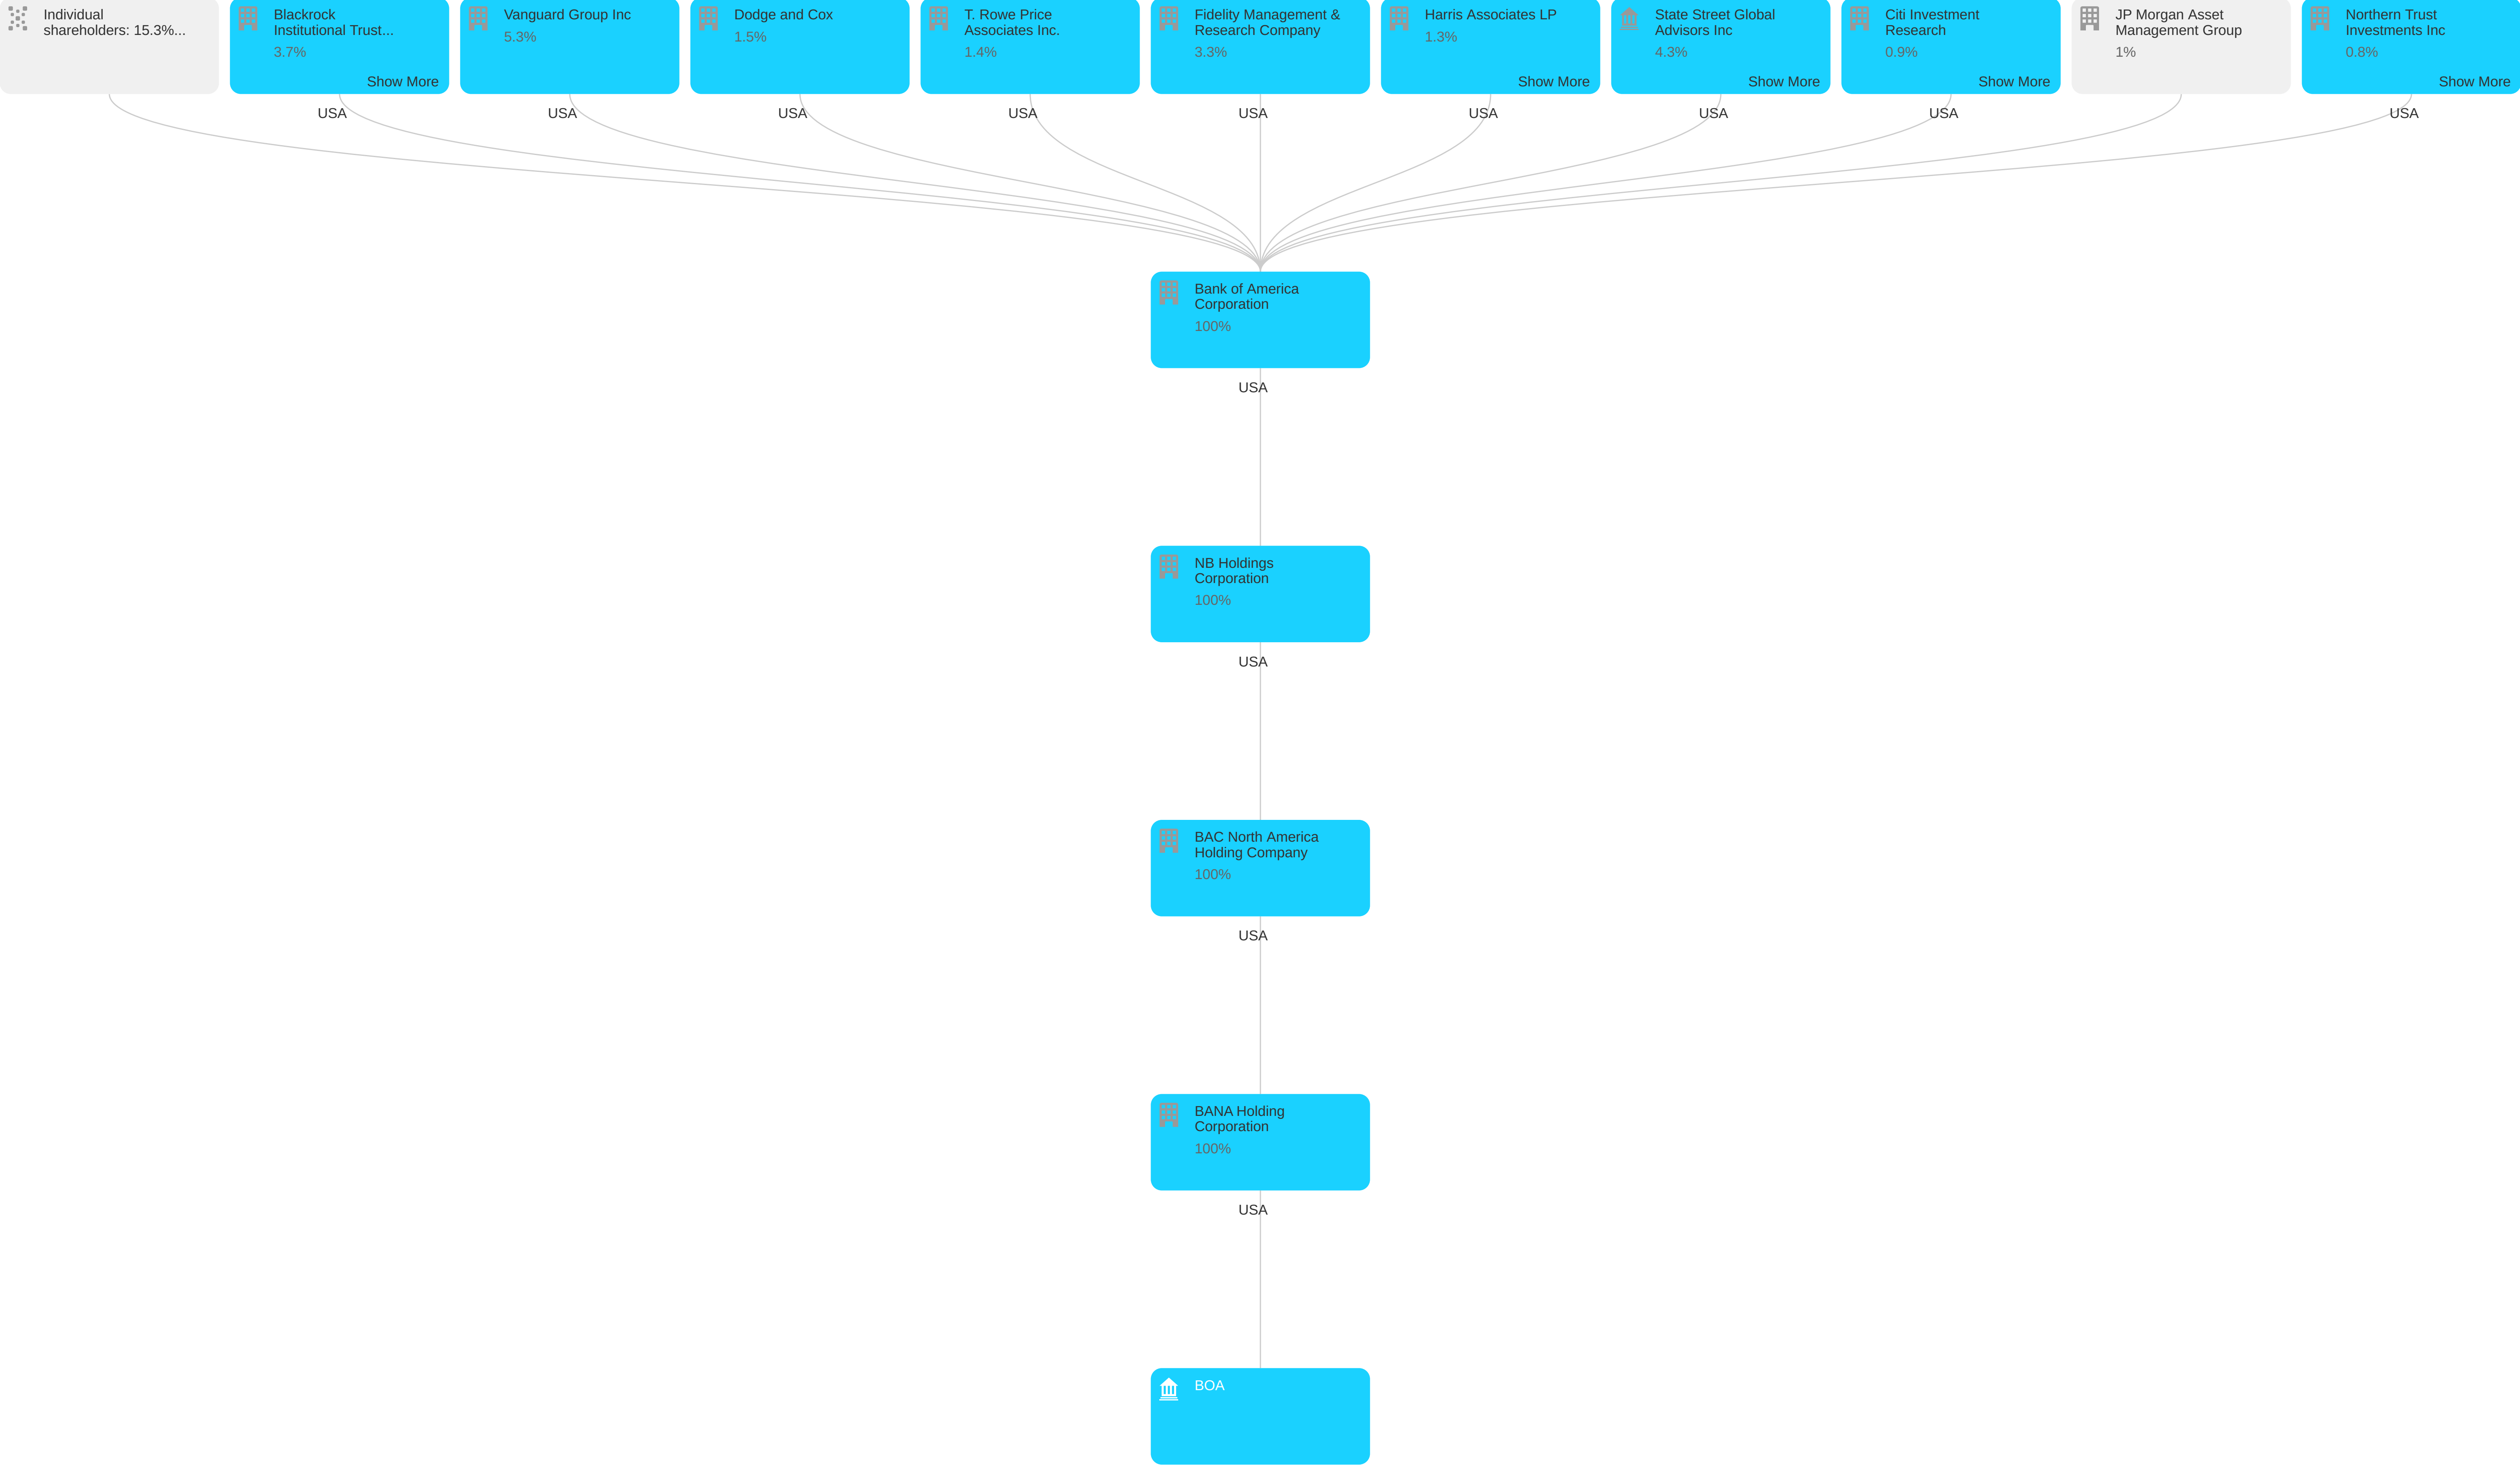 Individual
shareholders: 15.3%...
Blackrock
Institutional Trust...
3.7%
Show More
USA
Vanguard Group Inc
5.3%
USA
Dodge and Cox
1.5%
USA
T. Rowe Price
Associates Inc.
1.4%
USA
Fidelity Management &
Research Company
3.3%
USA
Harris Associates LP
1.3%
Show More
USA
State Street Global
Advisors Inc
4.3%
Show More
USA
Citi Investment
Research
0.9%
Show More
USA
JP Morgan Asset
Management Group
1%
Northern Trust
Investments Inc
0.8%
Show More
USA
Bank of America
Corporation
100%
USA
NB Holdings
Corporation
100%
USA
BAC North America
Holding Company
100%
USA
BANA Holding
Corporation
100%
USA
BOA